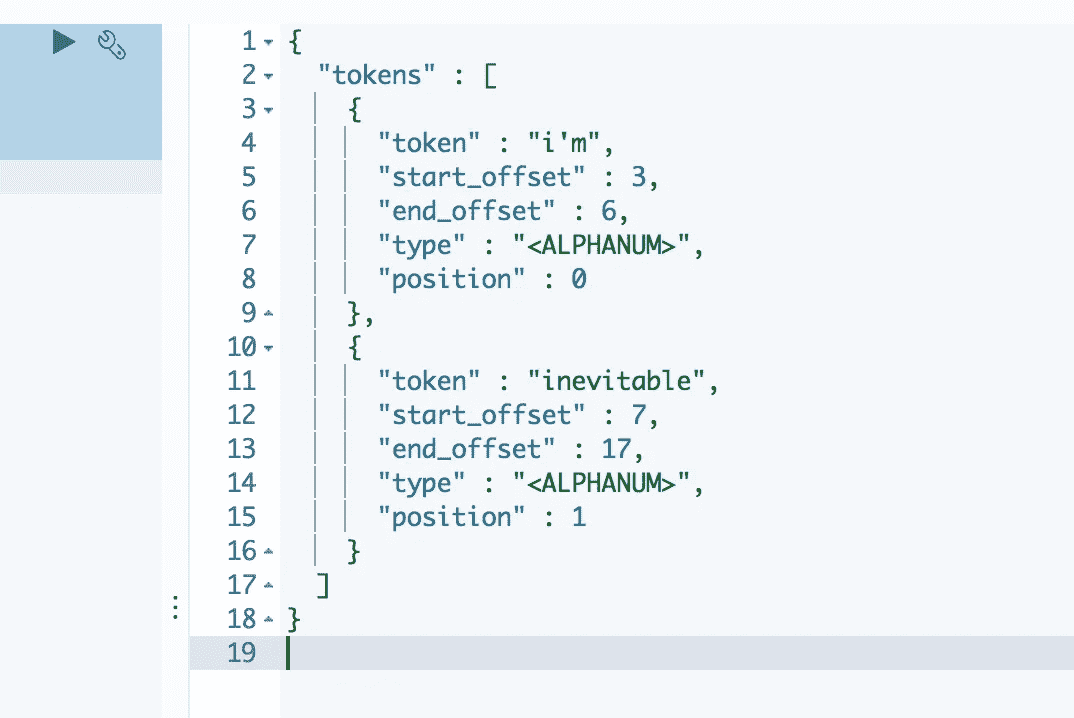 1 {
2 "tokens" : [
3 {
4 "token" : "i'm",
5 "start_offset" : 3,
6 "end_offset" : 6,
7 "type" : "<ALPHANUM>",
8 "position" : 0
9 },
10 {
11 "token" : "inevitable",
12 "start_offset" : 7,
13 "end_offset" : 17,
14 "type" : "<ALPHANUM>",
15 "position" : 1
16 }
17 ]
18 }
19